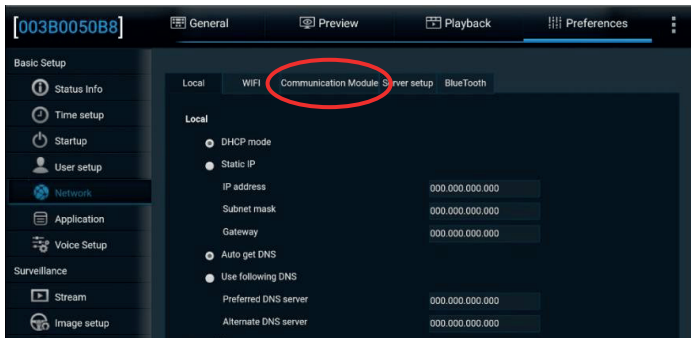 [003B0050B8]
General
Preview
Playback
Preferences
Basic Setup
Status Info
Time setup
Startup
User setup
Network
Application
Voice Setup
Surveillance
Stream
Image setup
Local WIFI Communication Module Server setup BlueTooth
Local
DHCP mode
Static IP
IP address 000.000.000.000
Subnet mask 000.000.000.000
Gateway 000.000.000.000
Auto get DNS
Use following DNS
Preferred DNS server 000.000.000.000
Alternate DNS server 000.000.000.000